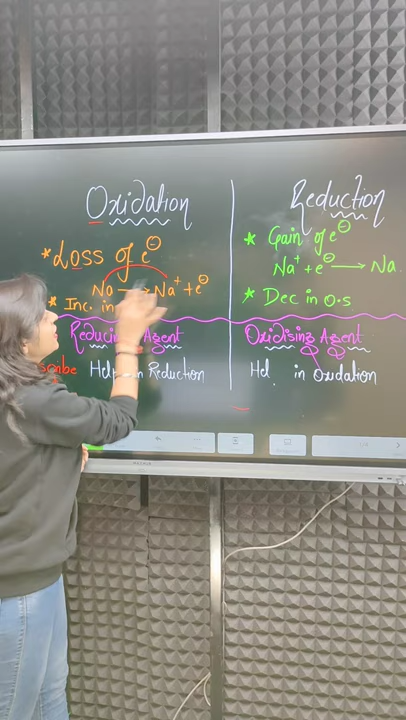 Oxidation
* Loss of e⊖
Na → Na⁺ + e⊖
* Inc. in
Reducing Agent
Help in Reduction
Reduction
* Gain of e⊖
Na⁺ + e⊖ → Na.
* Dec in O.S
Oxidising Agent
Hel in Oxidation